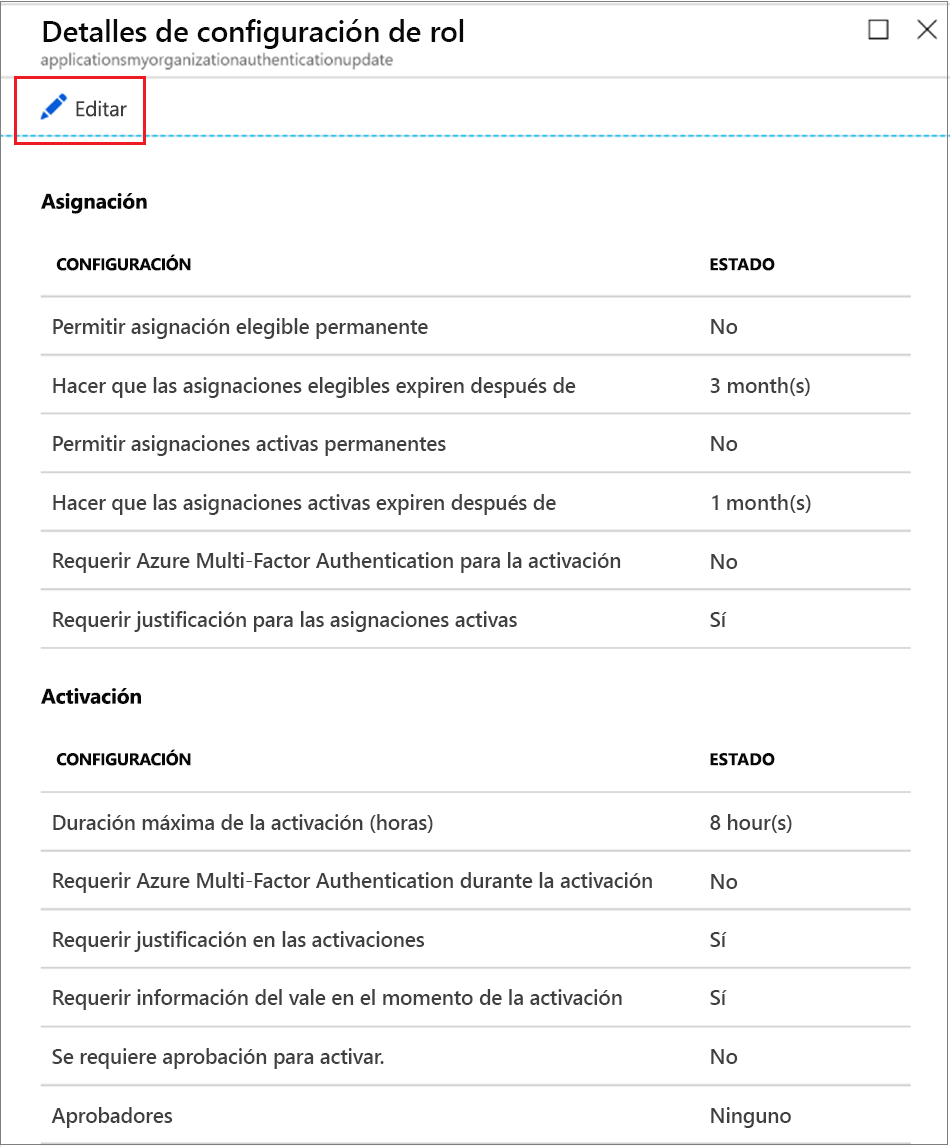 Detalles de configuración de rol
applicationsmyorganizationauthenticationupdate
Editar
Asignación
CONFIGURACIÓN ESTADO
Permitir asignación elegible permanente No
Hacer que las asignaciones elegibles expiren después de 3 month(s)
Permitir asignaciones activas permanentes No
Hacer que las asignaciones activas expiren después de 1 month(s)
Requerir Azure Multi-Factor Authentication para la activación No
Requerir justificación para las asignaciones activas Sí
Activación
CONFIGURACIÓN ESTADO
Duración máxima de la activación (horas) 8 hour(s)
Requerir Azure Multi-Factor Authentication durante la activación No
Requerir justificación en las activaciones Sí
Requerir información del vale en el momento de la activación Sí
Se requiere aprobación para activar. No
Aprobadores Ninguno